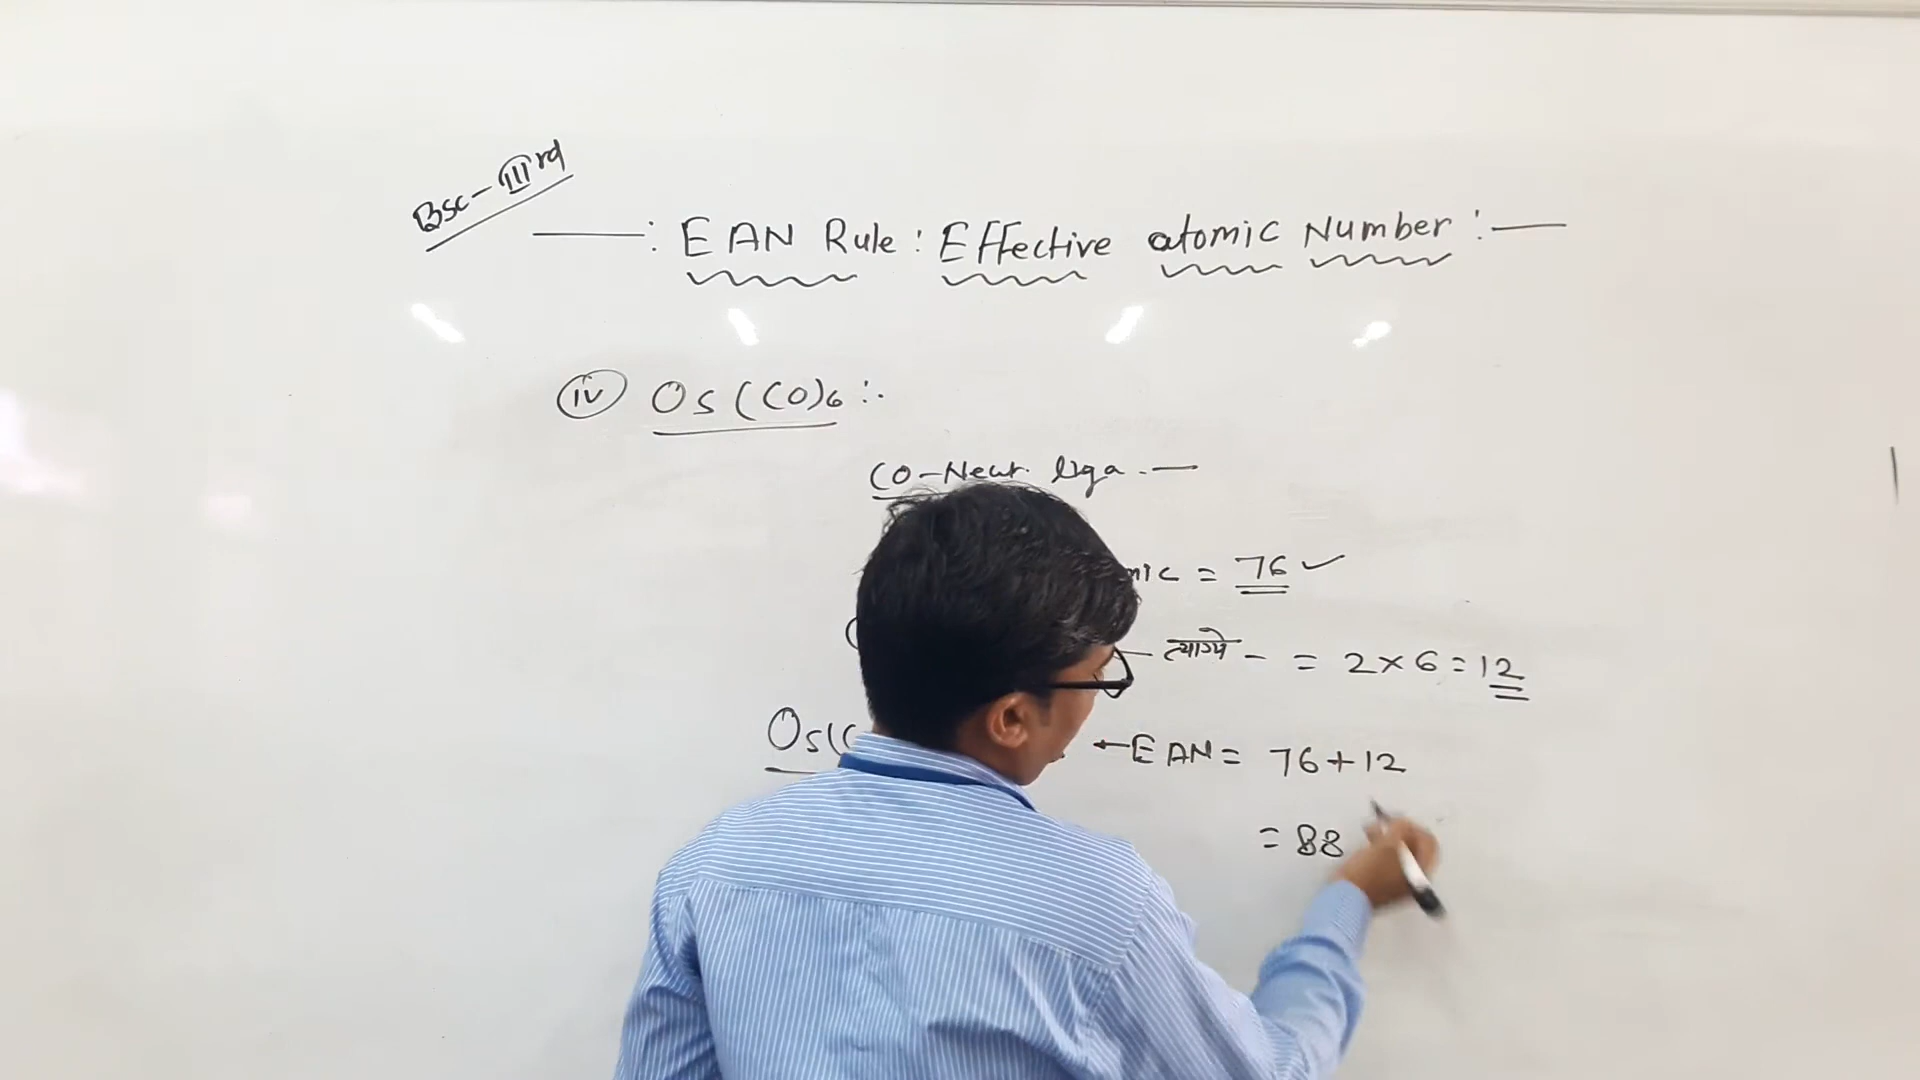 Bsc-IIIrd
: EAN Rule : Effective atomic Number :
iv Os (CO)6 :.
CO-Neut. liga.
mic = 76 ✓
= 2×6=12
Os(C ←EAN= 76+12
= 88